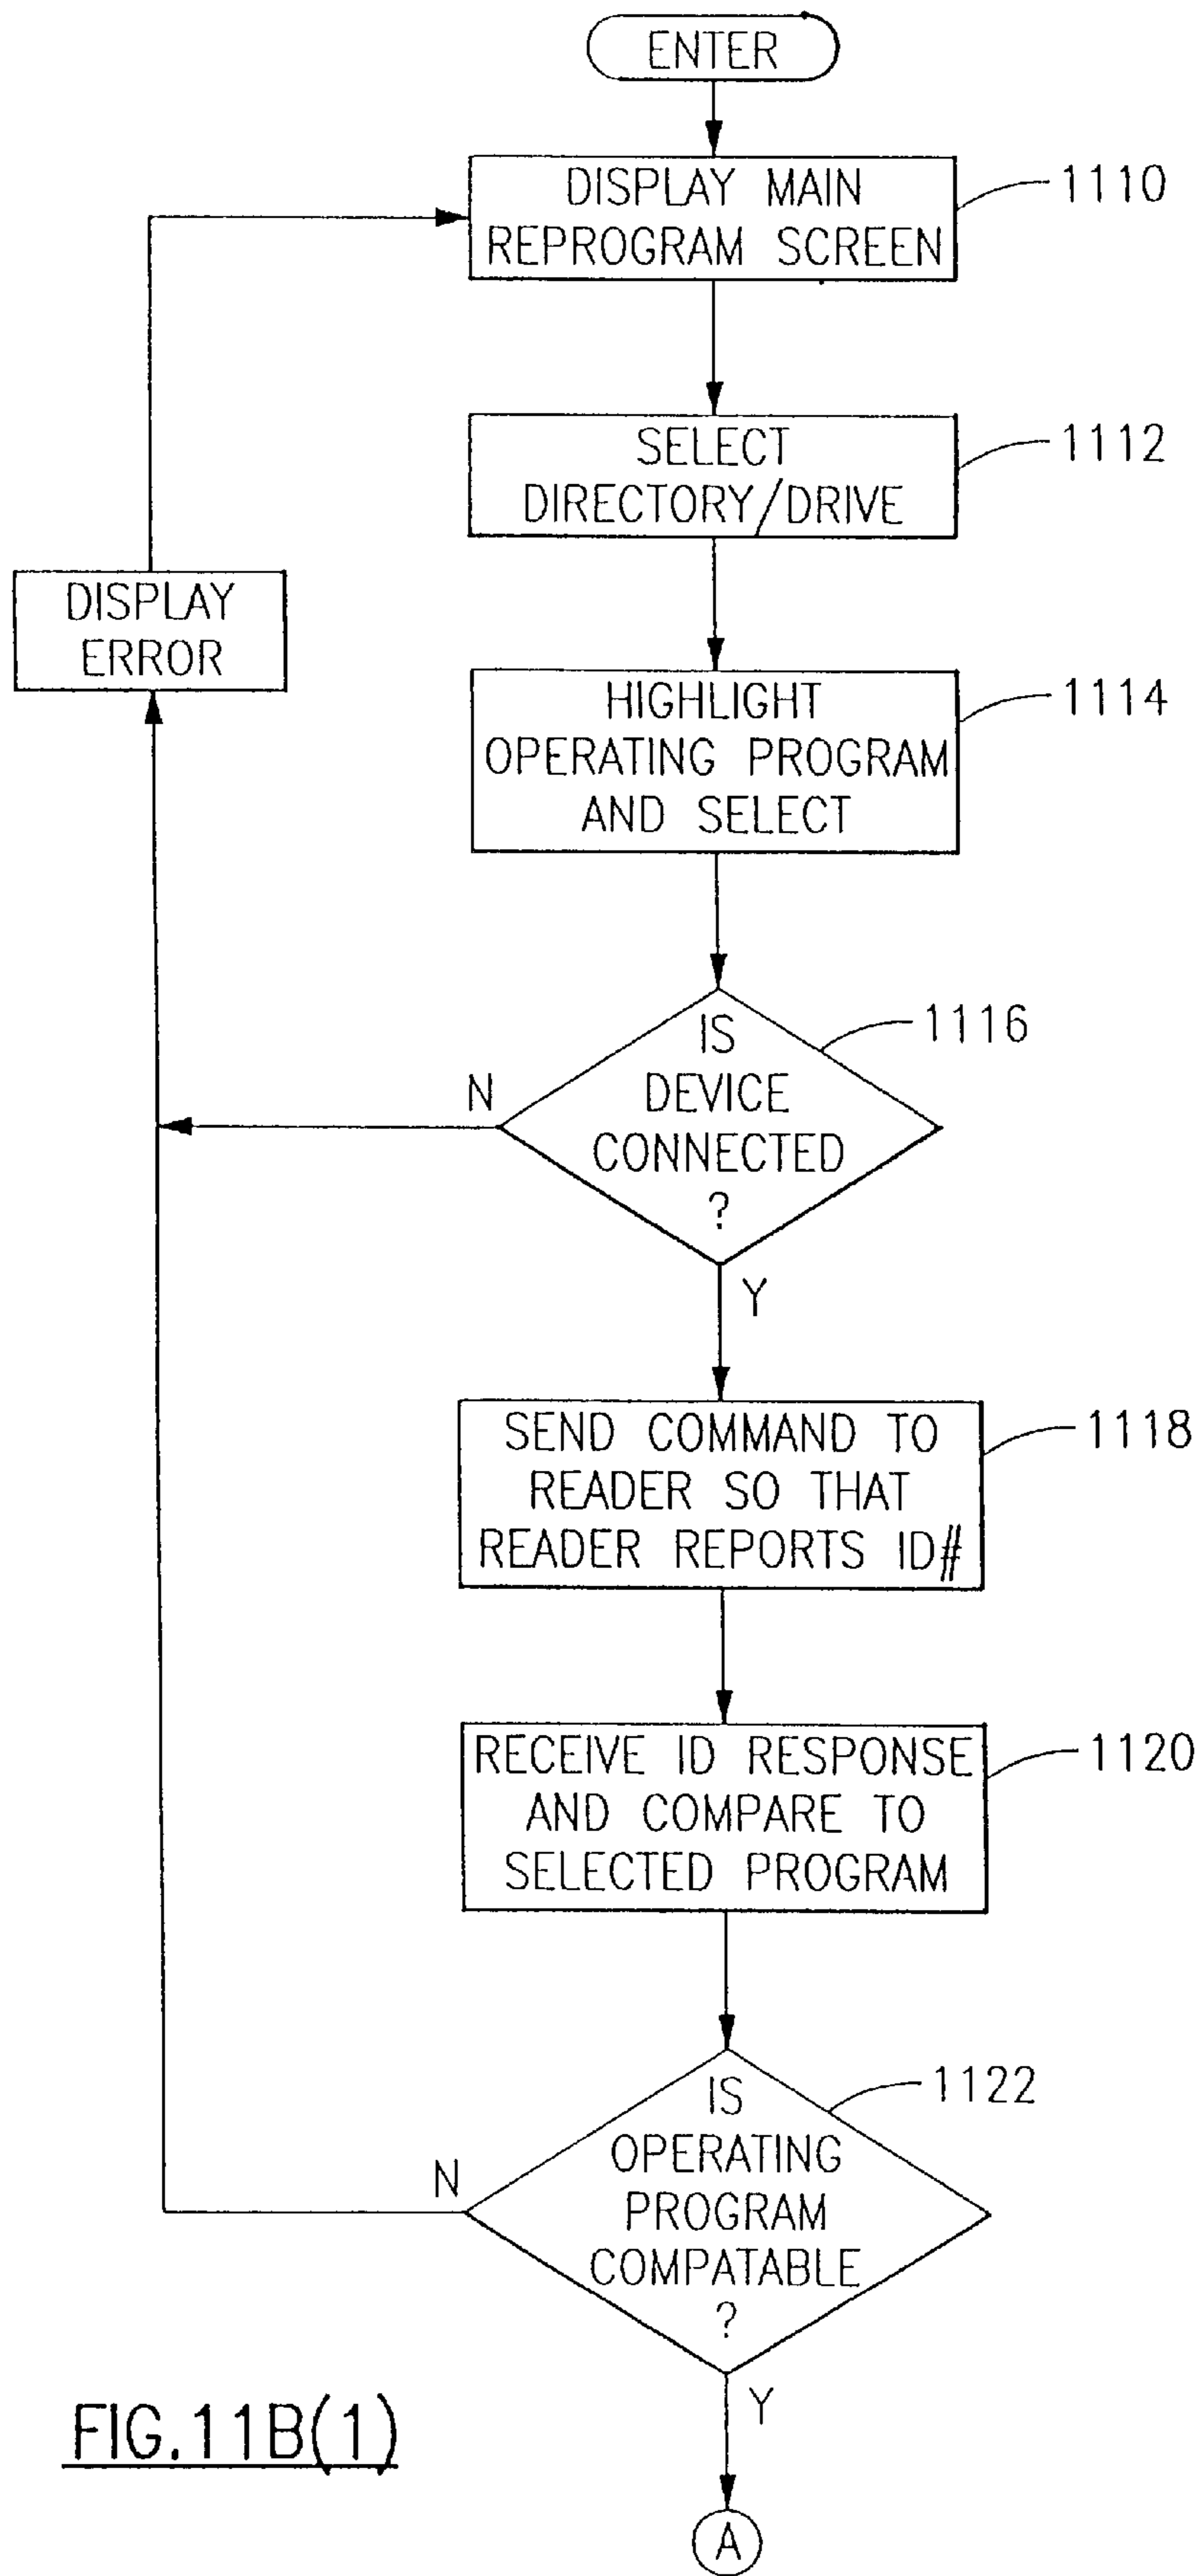 ENTER
DISPLAY MAIN
REPROGRAM SCREEN
1110
SELECT
DIRECTORY/DRIVE
1112
DISPLAY
ERROR
HIGHLIGHT
OPERATING PROGRAM
AND SELECT
1114
IS
DEVICE
CONNECTED
?
1116
N
Y
SEND COMMAND TO
READER SO THAT
READER REPORTS ID#
1118
RECEIVE ID RESPONSE
AND COMPARE TO
SELECTED PROGRAM
1120
IS
OPERATING
PROGRAM
COMPATABLE
?
1122
N
Y
FIG.11B(1)
A